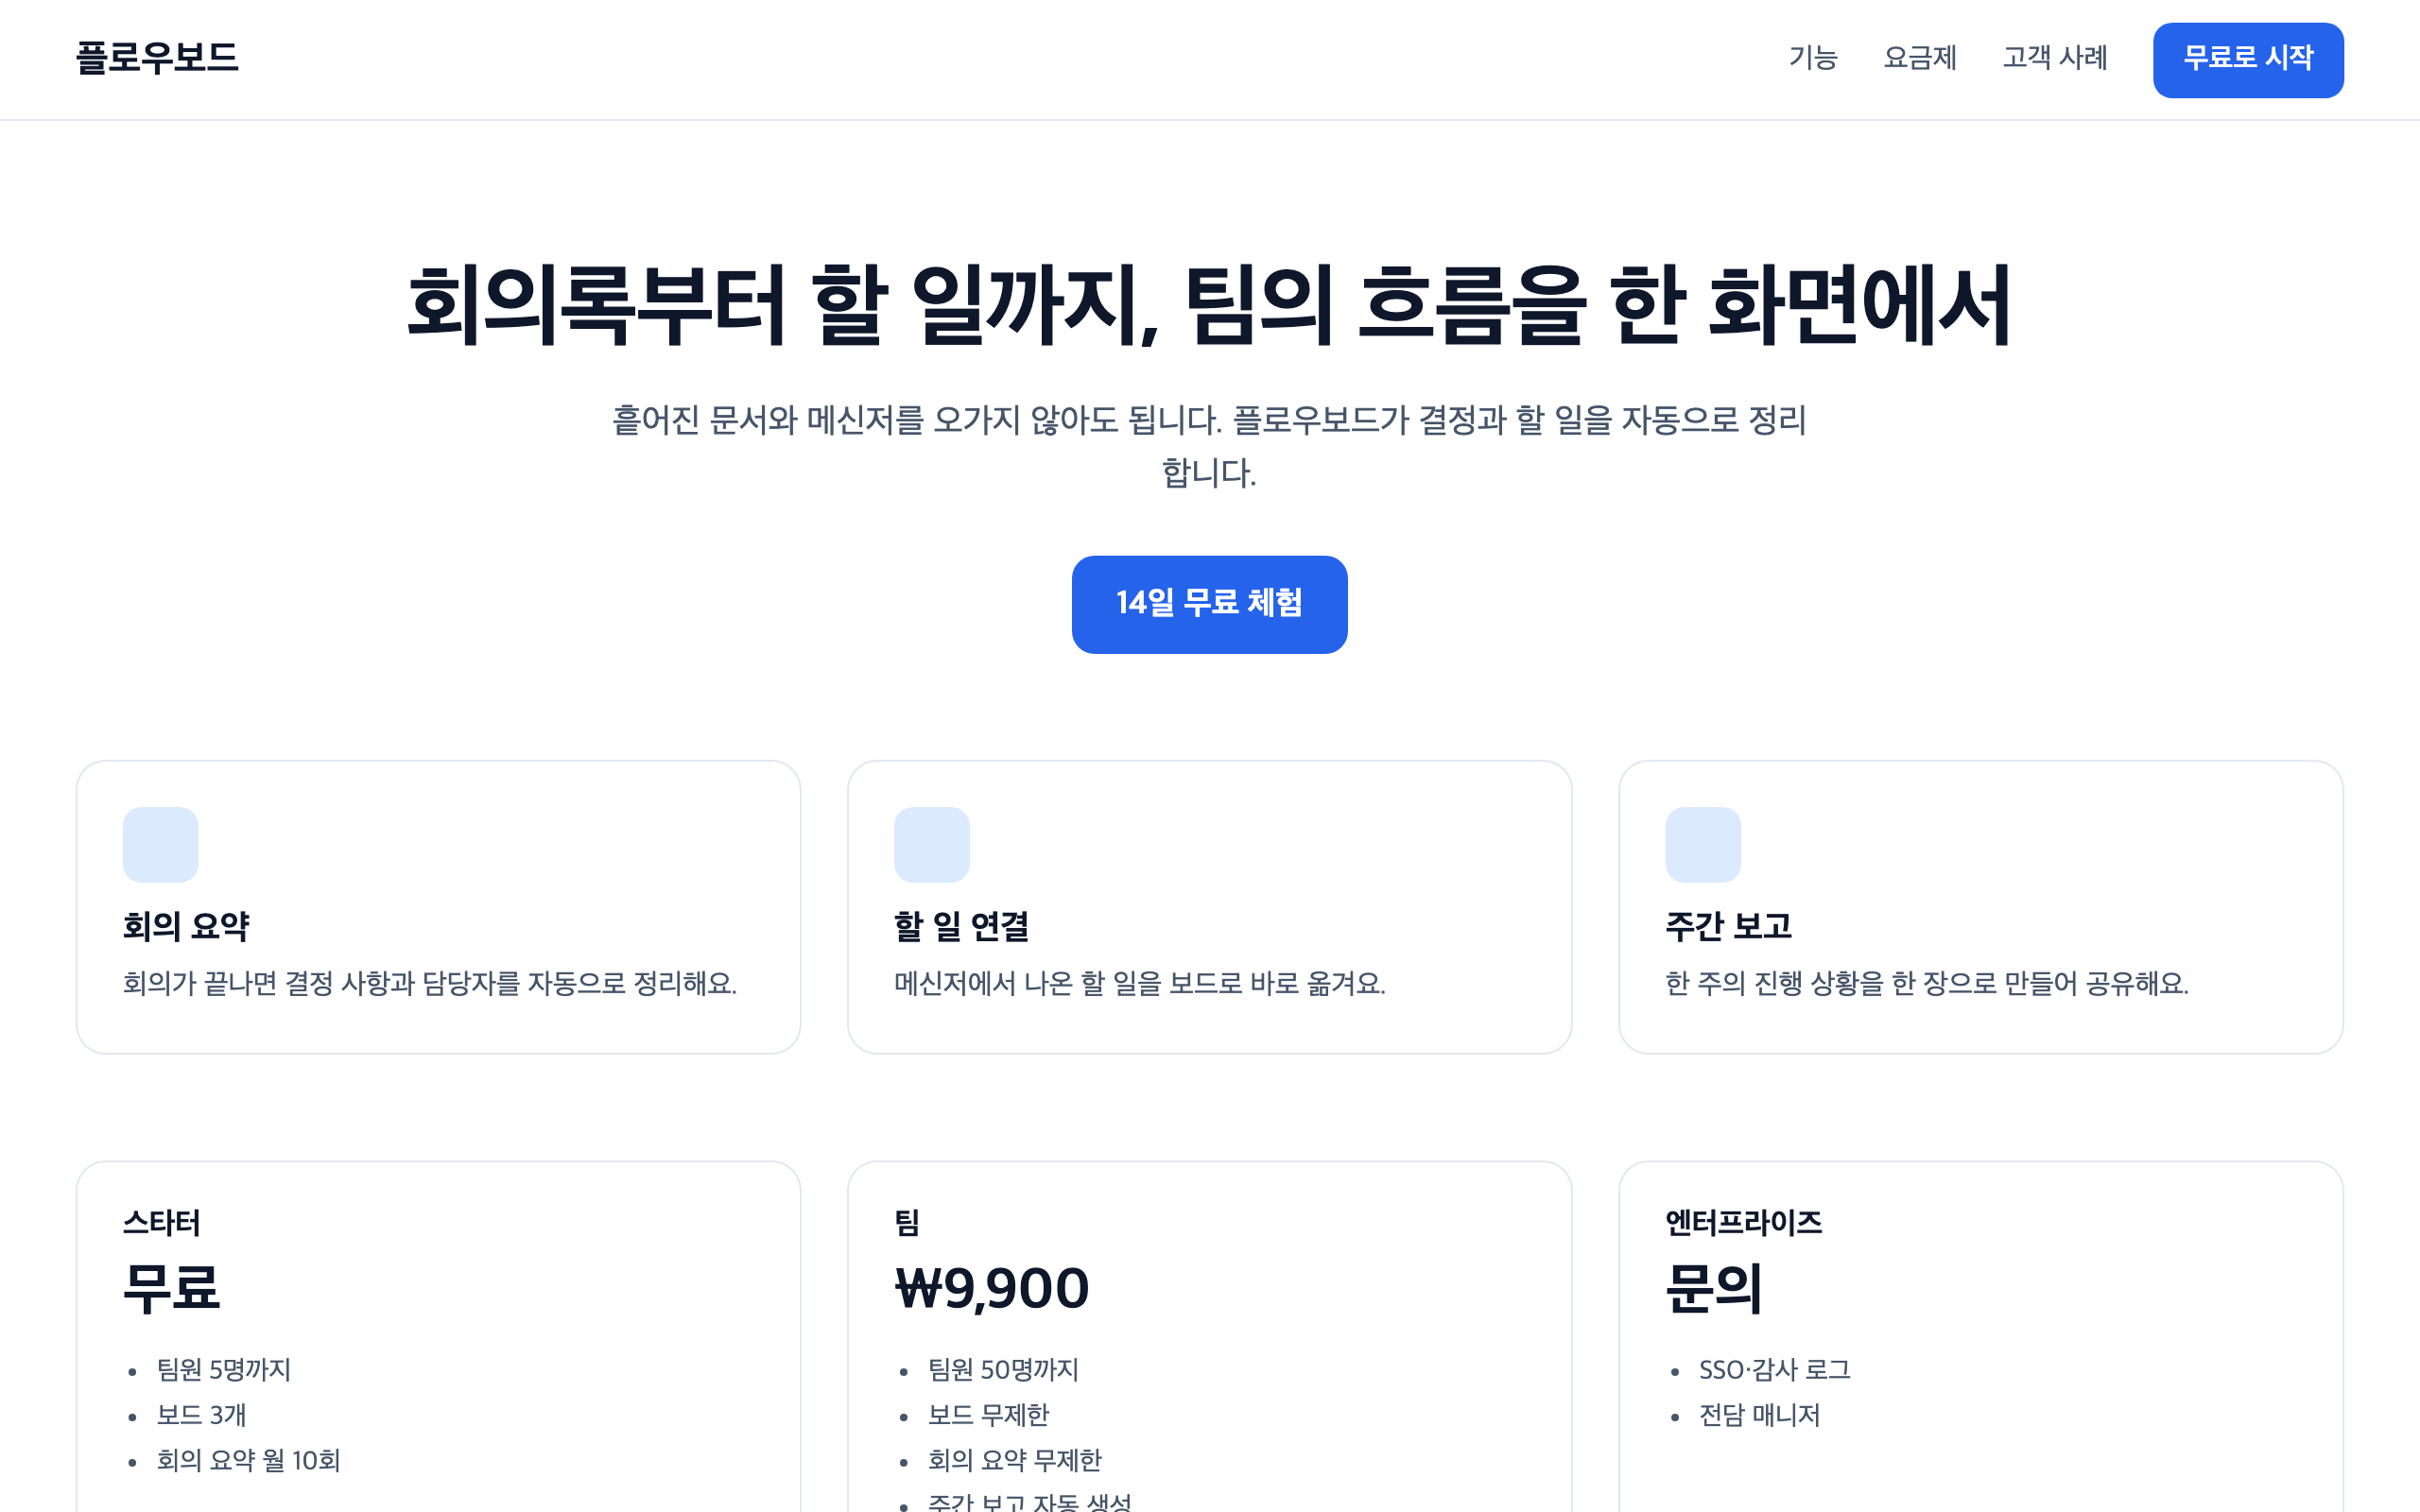 플로우보드
기능 요금제 고객 사례 무료로 시작
회의록부터 할 일까지, 팀의 흐름을 한 화면에서
흩어진 문서와 메신저를 오가지 않아도 됩니다. 플로우보드가 결정과 할 일을 자동으로 정리
합니다.
14일 무료 체험
회의 요약
회의가 끝나면 결정 사항과 담당자를 자동으로 정리해요.
할 일 연결
메신저에서 나온 할 일을 보드로 바로 옮겨요.
주간 보고
한 주의 진행 상황을 한 장으로 만들어 공유해요.
스타터
무료
• 팀원 5명까지
• 보드 3개
• 회의 요약 월 10회
팀
₩9,900
• 팀원 50명까지
• 보드 무제한
• 회의 요약 무제한
• 주간 보고 자동 생성
엔터프라이즈
문의
• SSO·감사 로그
• 전담 매니저